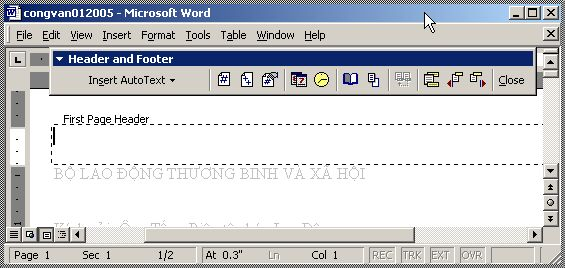 congvan012005 - Microsoft Word
File Edit View Insert Format Tools Table Window Help
Header and Footer
Insert AutoText Close
First Page Header
BỘ LAO ĐỘNG THƯƠNG BINH VÀ XÃ HỘI
Page 1 Sec 1 1/2 At 0.3" Ln Col 1 REC TRK EXT OVR